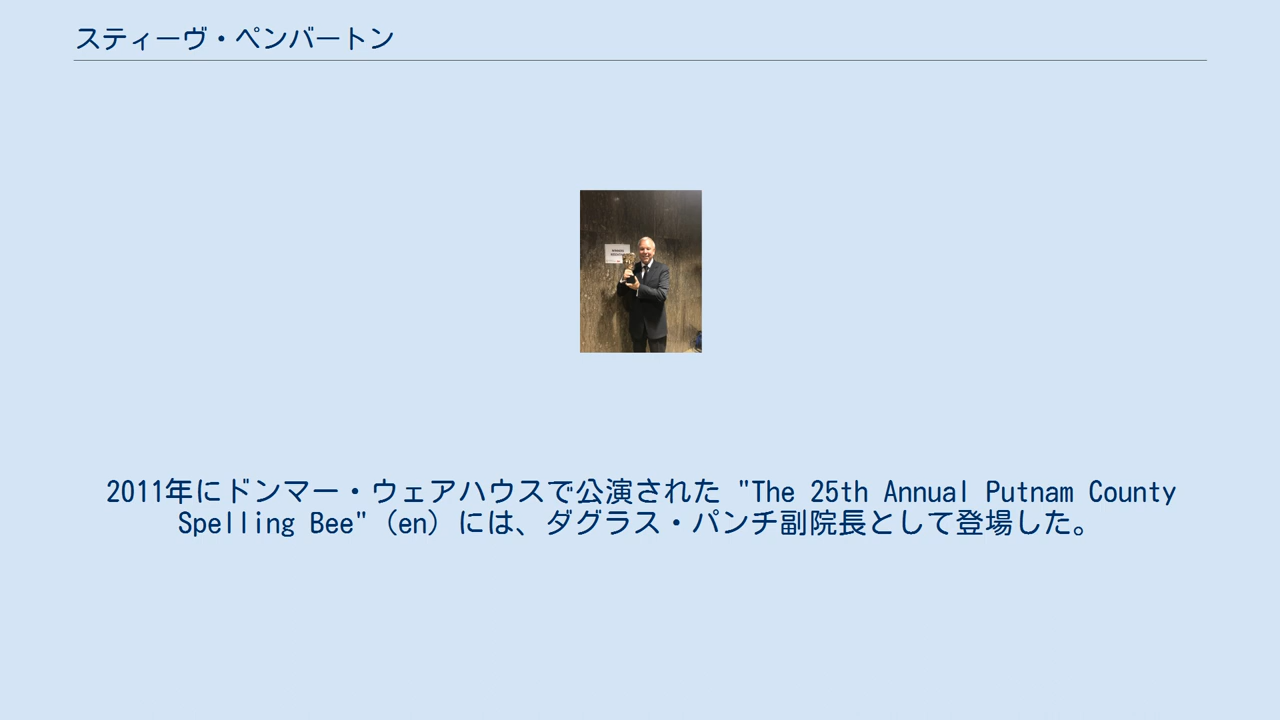 スティーヴ・ペンバートン
2011年にドンマー・ウェアハウスで公演された "The 25th Annual Putnam County
Spelling Bee"（en）には、ダグラス・パンチ副院長として登場した。